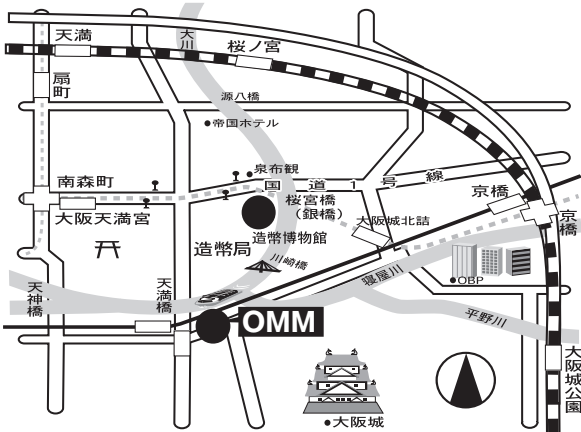 天満
大川
桜ノ宮
扇町
源八橋
帝国ホテル
泉布観
国道1号線
南森町
桜宮橋
（銀橋）
大阪天満宮
大阪城北詰
京橋
京橋
造幣博物館
造幣局
川崎橋
OBP
寝屋川
天神橋
天満橋
OMM
平野川
大阪城公園
大阪城